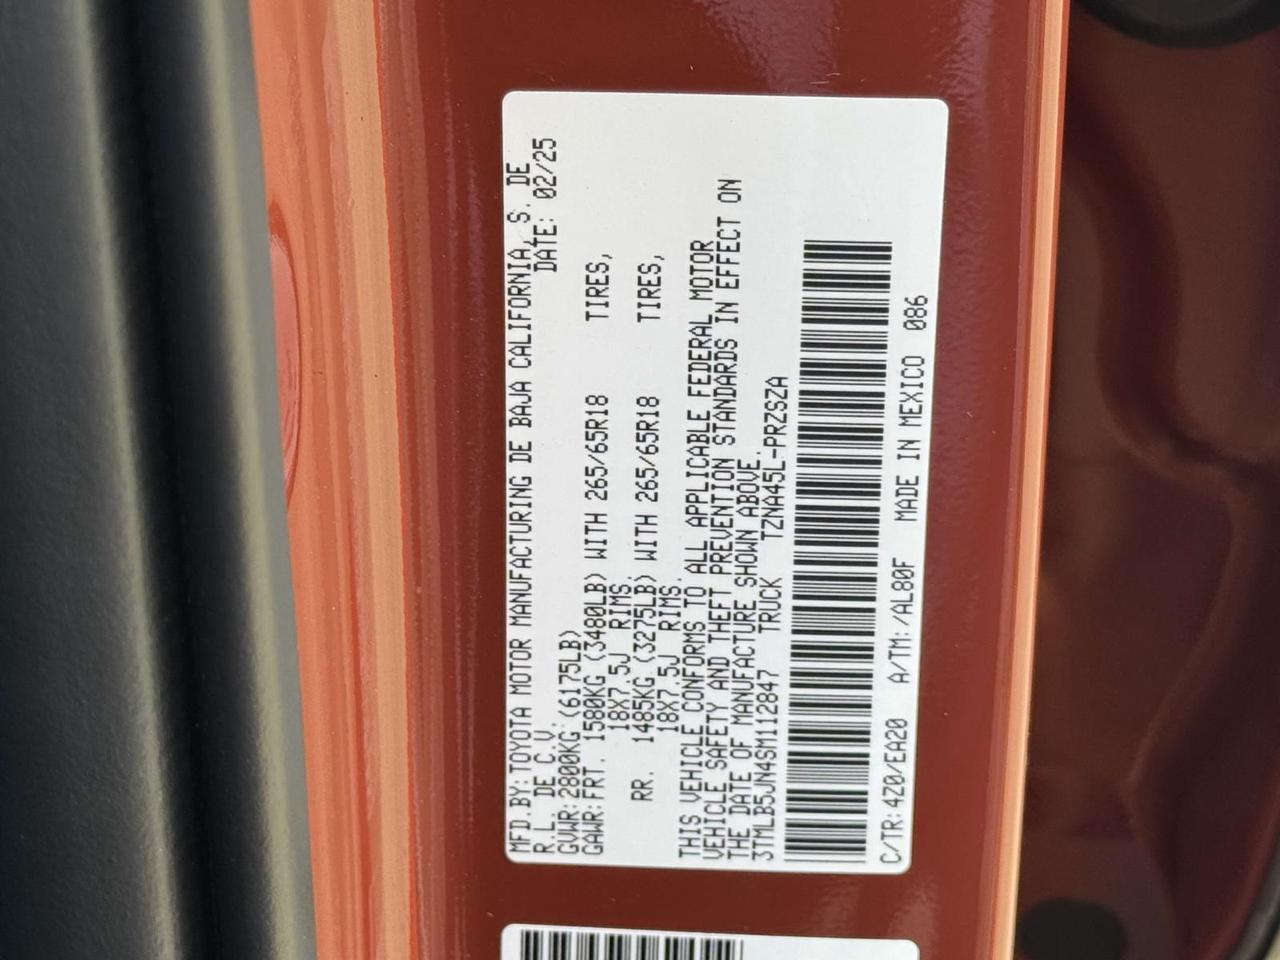 MFD.BY:TOYOTA MOTOR MANUFACTURING DE BAJA CALIFORNIA, S. DE
R.L. DE C.V. DATE: 02/25
GVWR:2800KG (6175LB)
GAWR:FRT. 1580KG (3480LB) WITH 265/65R18 TIRES,
18X7.5J RIMS.
RR. 1485KG (3275LB) WITH 265/65R18 TIRES,
18X7.5J RIMS.
THIS VEHICLE CONFORMS TO ALL APPLICABLE FEDERAL MOTOR
VEHICLE SAFETY AND THEFT PREVENTION STANDARDS IN EFFECT ON
THE DATE OF MANUFACTURE SHOWN ABOVE.
3TMLB5JN4SM112847 TRUCK TZNA45L-PRZSZA
C/TR:4Z0/EA20 A/TM:/AL80F MADE IN MEXICO 086